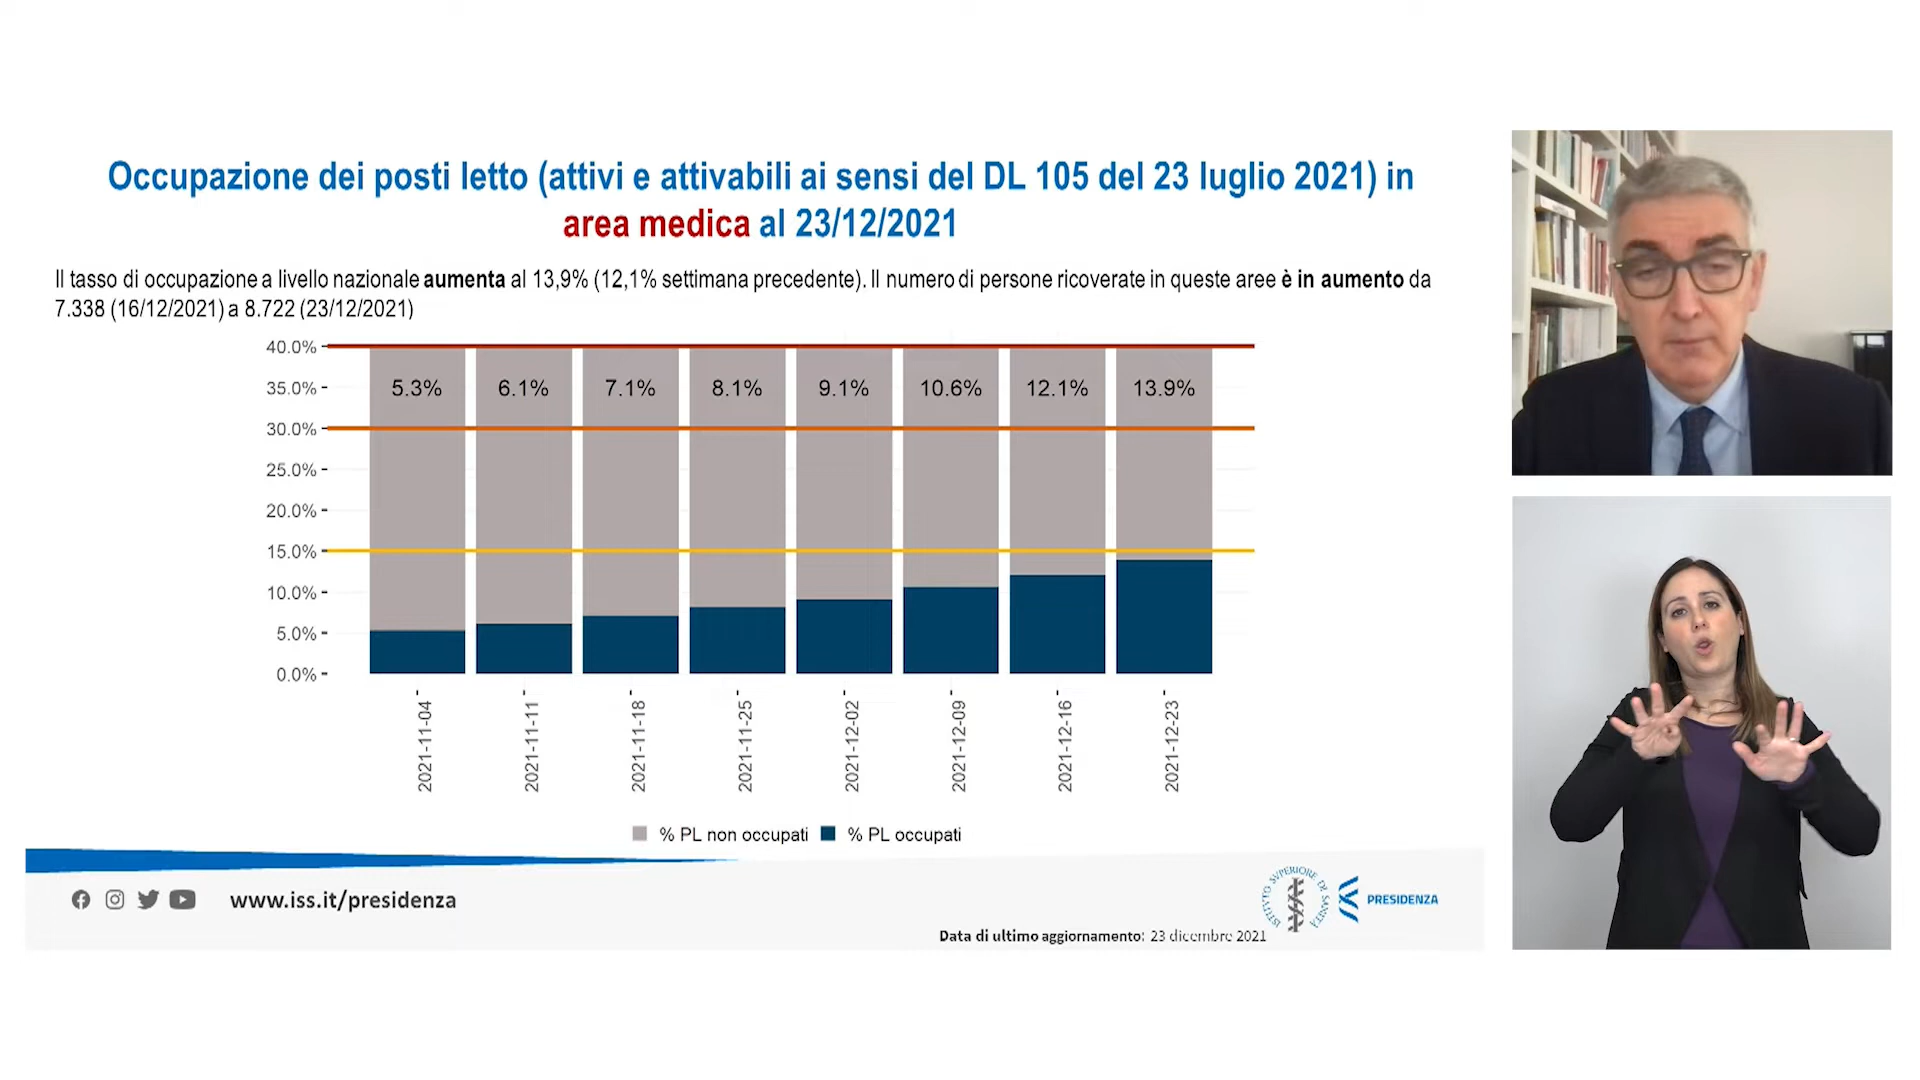 Occupazione dei posti letto (attivi e attivabili ai sensi del DL 105 del 23 luglio 2021) in
area medica al 23/12/2021
Il tasso di occupazione a livello nazionale aumenta al 13,9% (12,1% settimana precedente). Il numero di persone ricoverate in queste aree è in aumento da
7.338 (16/12/2021) a 8.722 (23/12/2021)
40.0%
35.0%
30.0%
25.0%
20.0%
15.0%
10.0%
5.0%
0.0%
5.3% 6.1% 7.1% 8.1% 9.1% 10.6% 12.1% 13.9%
2021-11-04
2021-11-11
2021-11-18
2021-11-25
2021-12-02
2021-12-09
2021-12-16
2021-12-23
% PL non occupati % PL occupati
www.iss.it/presidenza
ISTITUTO SUPERIORE DI SANITÀ
PRESIDENZA
Data di ultimo aggiornamento: 23 dicembre 2021